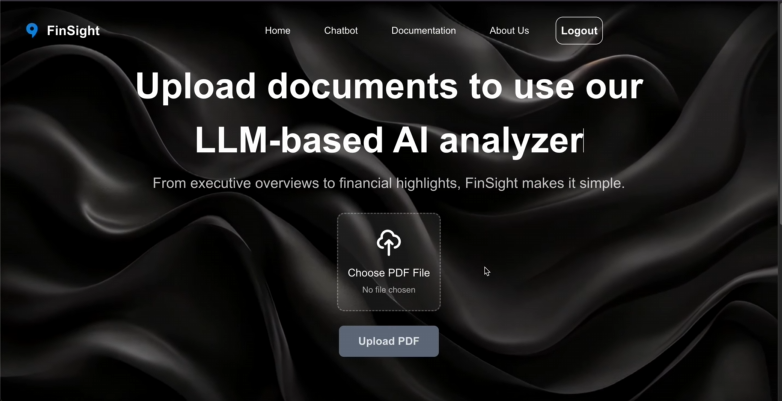 FinSight
Home Chatbot Documentation About Us Logout
Upload documents to use our
LLM-based AI analyzer
From executive overviews to financial highlights, FinSight makes it simple.
Choose PDF File
No file chosen
Upload PDF